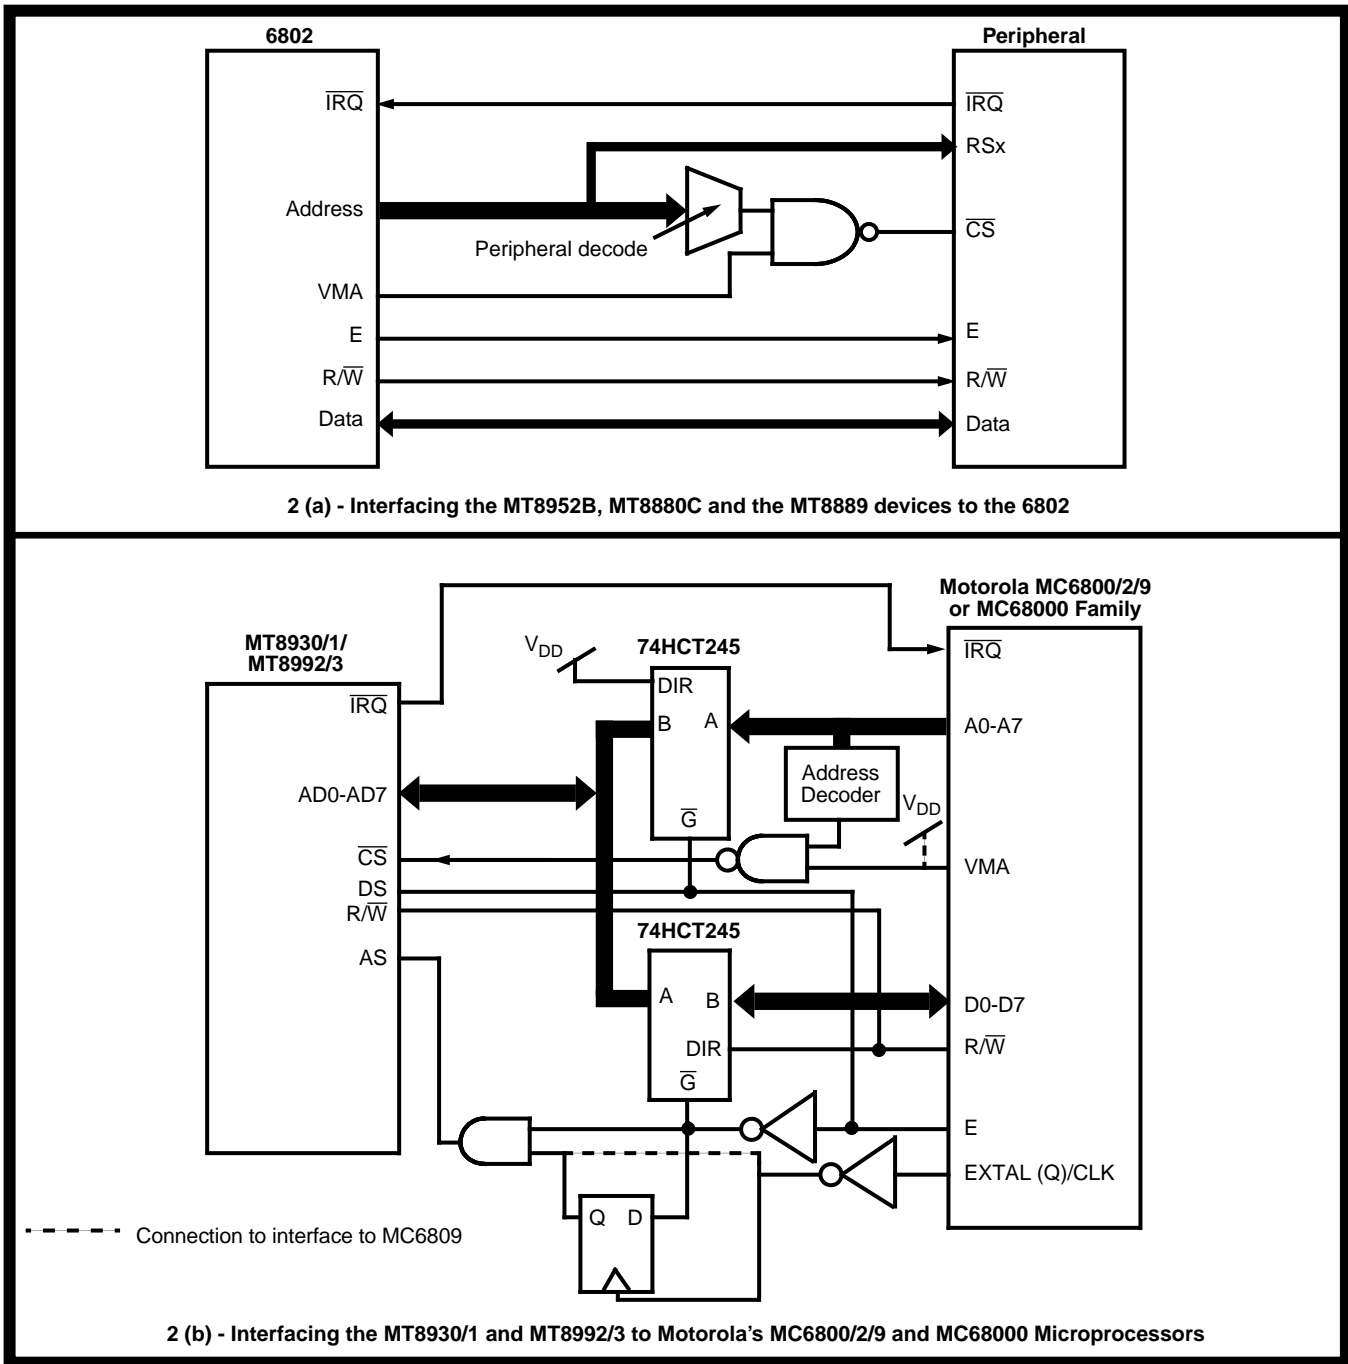 6802
Peripheral
IRQ
IRQ
RSx
Address
Peripheral decode
CS
VMA
E
E
R/W
R/W
Data
Data
2 (a) - Interfacing the MT8952B, MT8880C and the MT8889 devices to the 6802
Motorola MC6800/2/9
or MC68000 Family
MT8930/1/
MT8992/3
VDD
74HCT245
IRQ
DIR
IRQ
B
A
A0-A7
AD0-AD7
Address
Decoder
VDD
G
CS
VMA
DS
R/W
74HCT245
AS
A
B
D0-D7
DIR
R/W
G
E
EXTAL (Q)/CLK
Q
D
Connection to interface to MC6809
2 (b) - Interfacing the MT8930/1 and MT8992/3 to Motorola's MC6800/2/9 and MC68000 Microprocessors